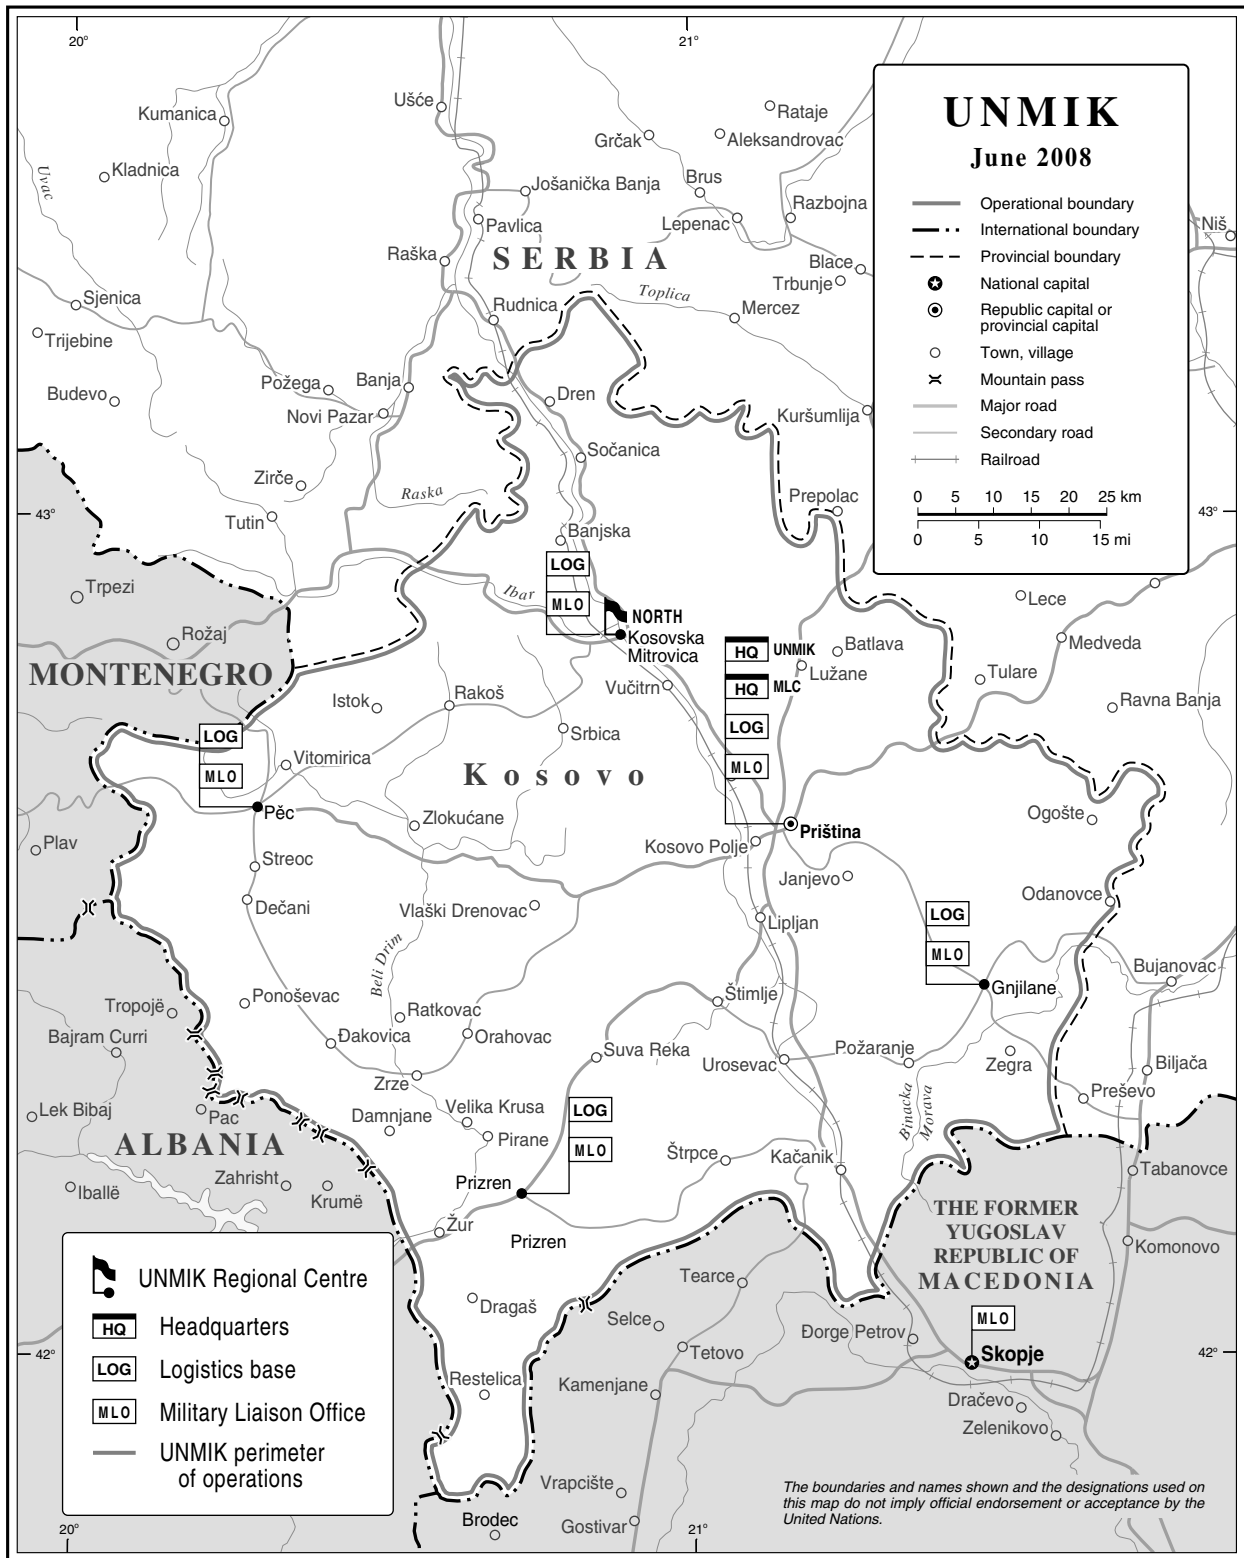 20°
21°
UNMIK
June 2008
Operational boundary
International boundary
Provincial boundary
National capital
Republic capital or
provincial capital
Town, village
Mountain pass
Major road
Secondary road
Railroad
0 5 10 15 20 25 km
0 5 10 15 mi
Kumanica
Ušće
Rataje
Grčak
Aleksandrovac
Kladnica
Uvac
Jošanička Banja
Brus
Razbojna
Pavlica
Lepenac
Niš
Raška
SERBIA
Blace
Trbunje
Toplica
Sjenica
Rudnica
Mercez
Trijebine
Požega
Banja
Dren
Budevo
Novi Pazar
Kuršumlija
Sočanica
Zirče
Raska
Prepolac
43°
43°
Tutin
Banjska
LOG
Trpezi
Ibar
MLO
NORTH
Lece
Rožaj
Kosovska
Mitrovica
HQ UNMIK
Batlava
Medveda
MONTENEGRO
Lužane
HQ MLC
Vučitrn
Tulare
Istok
Rakoš
Ravna Banja
LOG
Srbica
LOG
Vitomirica
MLO
Kosovo
MLO
Pěc
Zlokućane
Priština
Ogošte
Plav
Kosovo Polje
Streoc
Janjevo
Dečani
Vlaški Drenovac
Odanovce
LOG
Lipljan
MLO
Beli Drim
Bujanovac
Gnjilane
Ponoševac
Štimlje
Tropojë
Ratkovac
Bajram Curri
Đakovica
Orahovac
Suva Reka
Požaranje
Urosevac
Zegra
Biljača
Zrze
Preševo
Lek Bibaj
Pac
Damnjane
Velika Krusa
LOG
Binacka
Morava
ALBANIA
Pirane
MLO
Štrpce
Kačanik
Tabanovce
Iballë
Zahrisht
Krumë
Prizren
Žur
Prizren
THE FORMER
YUGOSLAV
REPUBLIC OF
MACEDONIA
Komonovo
Tearce
Dragaš
Selce
MLO
Đorge Petrov
Tetovo
Skopje
42°
42°
Restelica
Kamenjane
Dračevo
Zelenikovo
Vrapcište
Brodec
Gostivar
UNMIK Regional Centre
HQ Headquarters
LOG Logistics base
MLO Military Liaison Office
UNMIK perimeter
of operations
The boundaries and names shown and the designations used on
this map do not imply official endorsement or acceptance by the
United Nations.
20°
21°